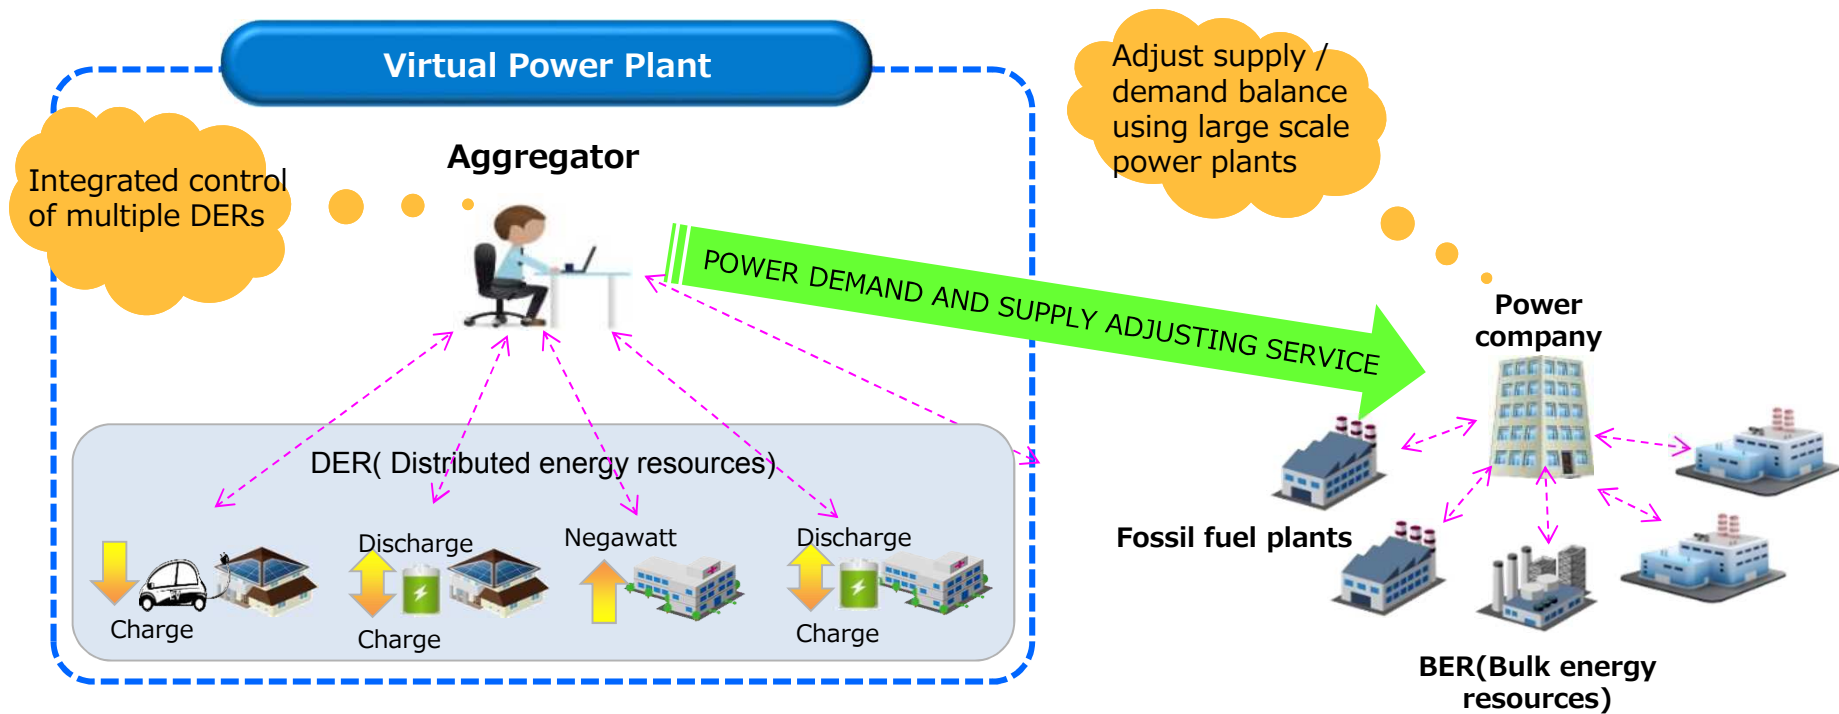 Virtual Power Plant
Adjust supply /
demand balance
using large scale
power plants
Aggregator
Integrated control
of multiple DERs
POWER DEMAND AND SUPPLY ADJUSTING SERVICE
Power
company
DER( Distributed energy resources)
Charge
Discharge
Charge
Negawatt
Discharge
Charge
Fossil fuel plants
BER(Bulk energy
resources)